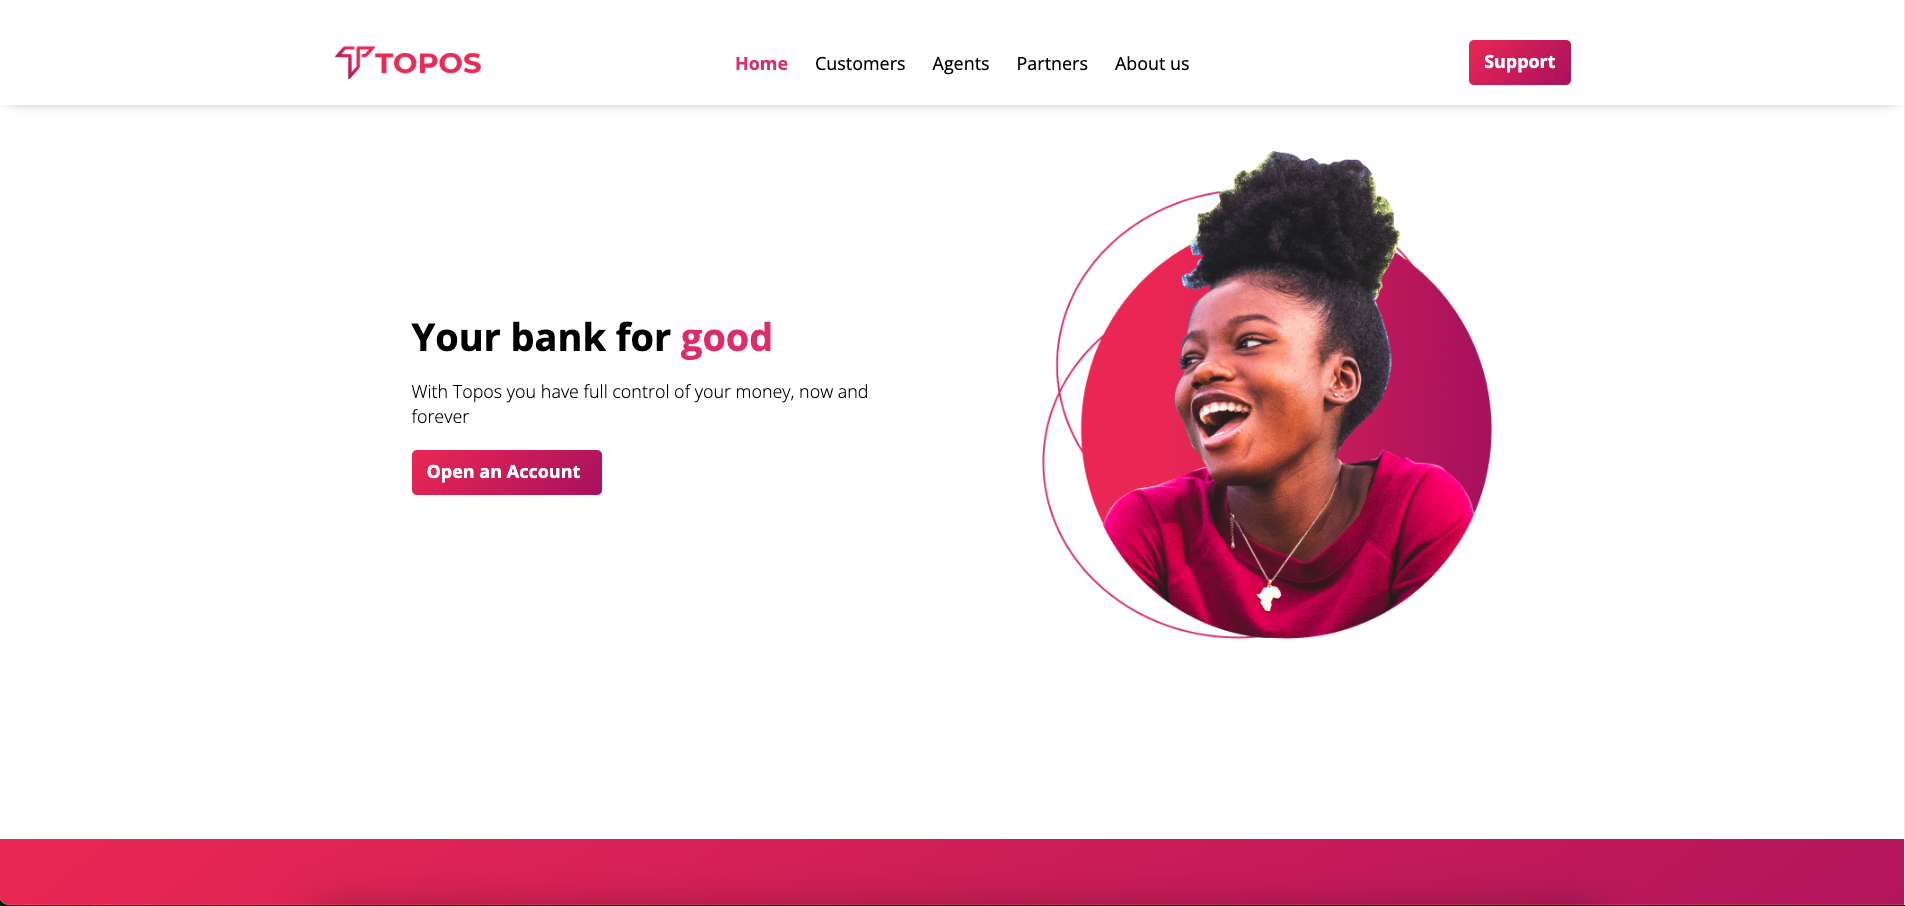 TOPOS
Home
Customers
Agents
Partners
About us
Support
Your bank for good
With Topos you have full control of your money, now and
forever
Open an Account